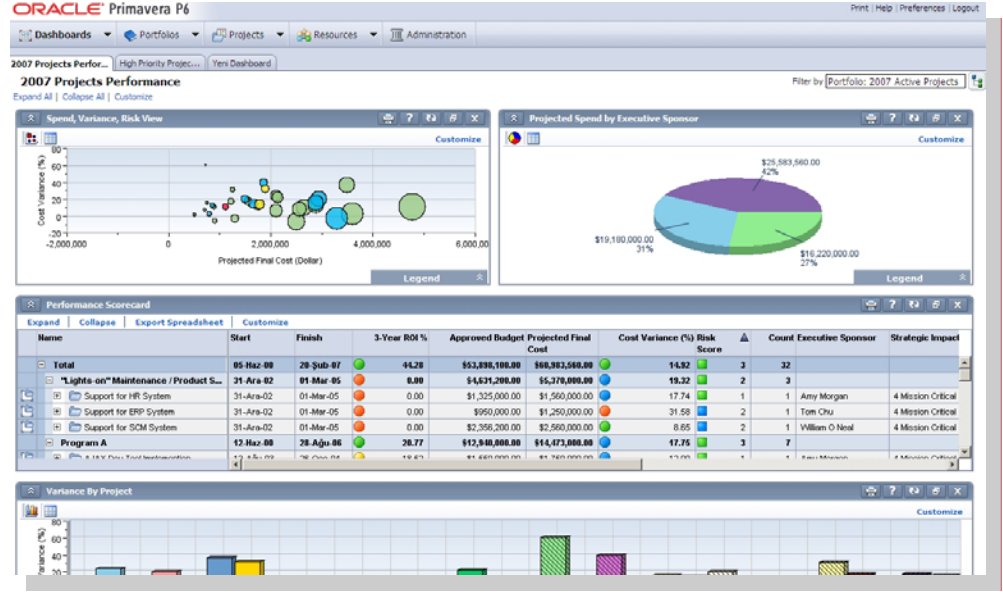 ORACLE Primavera P6
Print | Help | Preferences | Logout
Dashboards Portfolios Projects Resources Administration
2007 Projects Perfor... High Priority Projec... Yeni Dashboard
2007 Projects Performance
Filter by Portfolio: 2007 Active Projects
Expand All | Collapse All | Customize
Spend, Variance, Risk View
Customize
Cost Variance (%)
80
60
40
20
0
-20
-2,000,000 0 2,000,000 4,000,000 6,000,00
Projected Final Cost (Dollar)
Legend
Projected Spend by Executive Sponsor
Customize
$25,583,560.00
42%
$19,180,000.00
31%
$16,220,000.00
27%
Legend
Performance Scorecard
Expand | Collapse | Export Spreadsheet | Customize
Name Start Finish 3-Year ROI % Approved Budget Projected Final Cost Cost Variance (%) Risk Score Count Executive Sponsor Strategic Impact
Total 05-Haz-00 20-Şub-07 44.28 $53,898,100.00 $60,983,560.00 14.92 3 32
"Lights-on" Maintenance / Product S... 31-Ara-02 01-Mar-05 0.00 $4,631,200.00 $5,370,000.00 19.32 2 3
Support for HR System 31-Ara-02 01-Mar-05 0.00 $1,325,000.00 $1,560,000.00 17.74 1 1 Amy Morgan 4 Mission Critical
Support for ERP System 31-Ara-02 01-Mar-05 0.00 $950,000.00 $1,250,000.00 31.58 2 1 Tom Chu 4 Mission Critical
Support for SCM System 31-Ara-02 01-Mar-05 0.00 $2,356,200.00 $2,560,000.00 8.65 2 1 William O Neal 4 Mission Critical
Program A 12-Haz-00 28-Ağu-06 20.77 $12,940,000.00 $14,473,000.00 17.75 3 7
Variance By Project
Customize
80
60
40
20